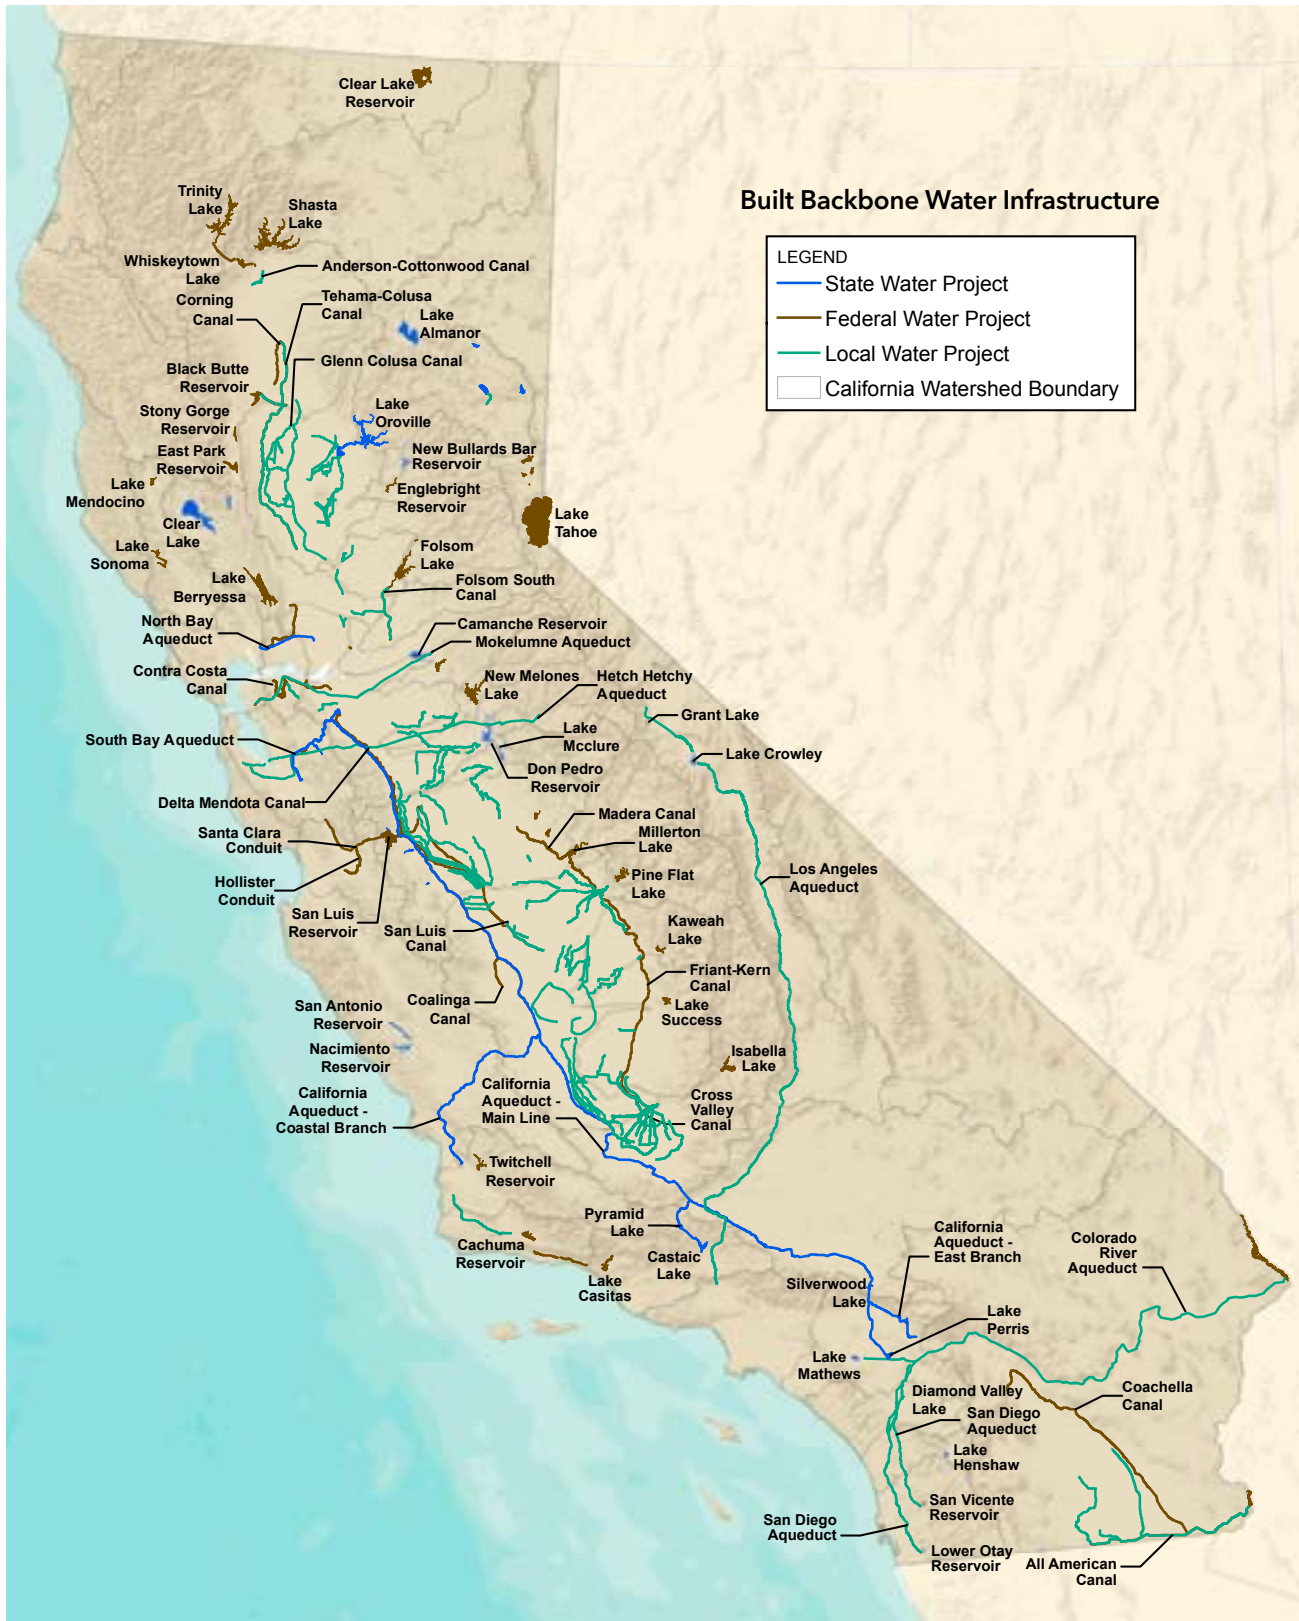 Clear Lake
Reservoir
Trinity
Lake
Shasta
Lake
Built Backbone Water Infrastructure
LEGEND
State Water Project
Federal Water Project
Local Water Project
California Watershed Boundary
Whiskeytown
Lake
Anderson-Cottonwood Canal
Corning
Canal
Tehama-Colusa
Canal
Lake
Almanor
Glenn Colusa Canal
Black Butte
Reservoir
Stony Gorge
Reservoir
Lake
Oroville
East Park
Reservoir
New Bullards Bar
Reservoir
Lake
Mendocino
Englebright
Reservoir
Clear
Lake
Lake
Tahoe
Lake
Sonoma
Folsom
Lake
Lake
Berryessa
Folsom South
Canal
North Bay
Aqueduct
Camanche Reservoir
Mokelumne Aqueduct
Contra Costa
Canal
New Melones
Lake
Hetch Hetchy
Aqueduct
Grant Lake
South Bay Aqueduct
Lake
Mcclure
Lake Crowley
Don Pedro
Reservoir
Delta Mendota Canal
Madera Canal
Santa Clara
Conduit
Millerton
Lake
Hollister
Conduit
Pine Flat
Lake
Los Angeles
Aqueduct
San Luis
Reservoir
San Luis
Canal
Kaweah
Lake
Friant-Kern
Canal
Coalinga
Canal
San Antonio
Reservoir
Lake
Success
Nacimiento
Reservoir
Isabella
Lake
California
Aqueduct -
Coastal Branch
California
Aqueduct -
Main Line
Cross
Valley
Canal
Twitchell
Reservoir
Pyramid
Lake
California
Aqueduct -
East Branch
Colorado
River
Aqueduct
Cachuma
Reservoir
Castaic
Lake
Lake
Casitas
Silverwood
Lake
Lake
Perris
Lake
Mathews
Diamond Valley
Lake
Coachella
Canal
San Diego
Aqueduct
Lake
Henshaw
San Vicente
Reservoir
San Diego
Aqueduct
Lower Otay
Reservoir
All American
Canal